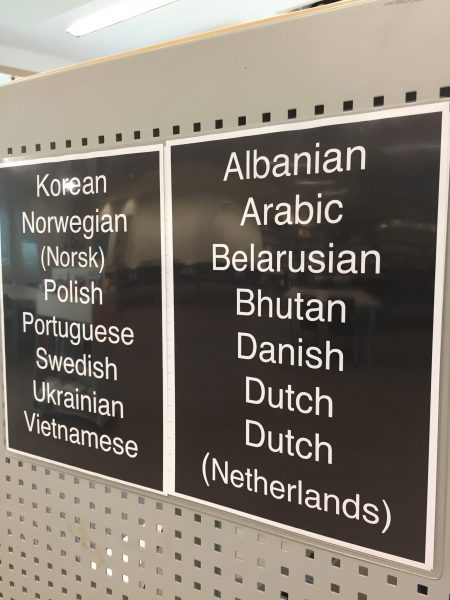 Korean
Norwegian
(Norsk)
Polish
Portuguese
Swedish
Ukrainian
Vietnamese
Albanian
Arabic
Belarusian
Bhutan
Danish
Dutch
Dutch
(Netherlands)